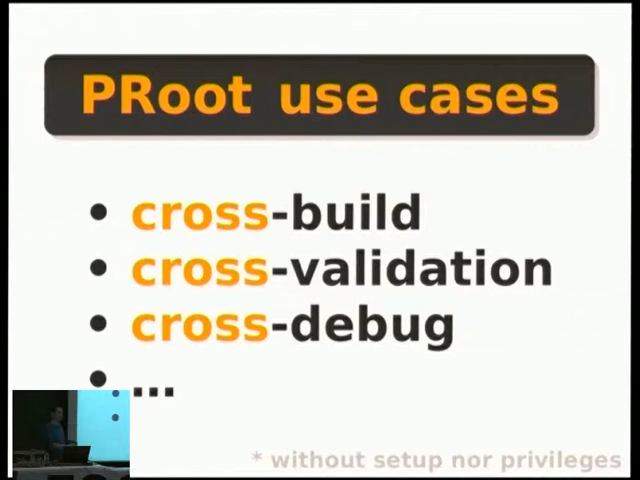 PRoot use cases
• cross-build
• cross-validation
• cross-debug
• ...
* without setup nor privileges